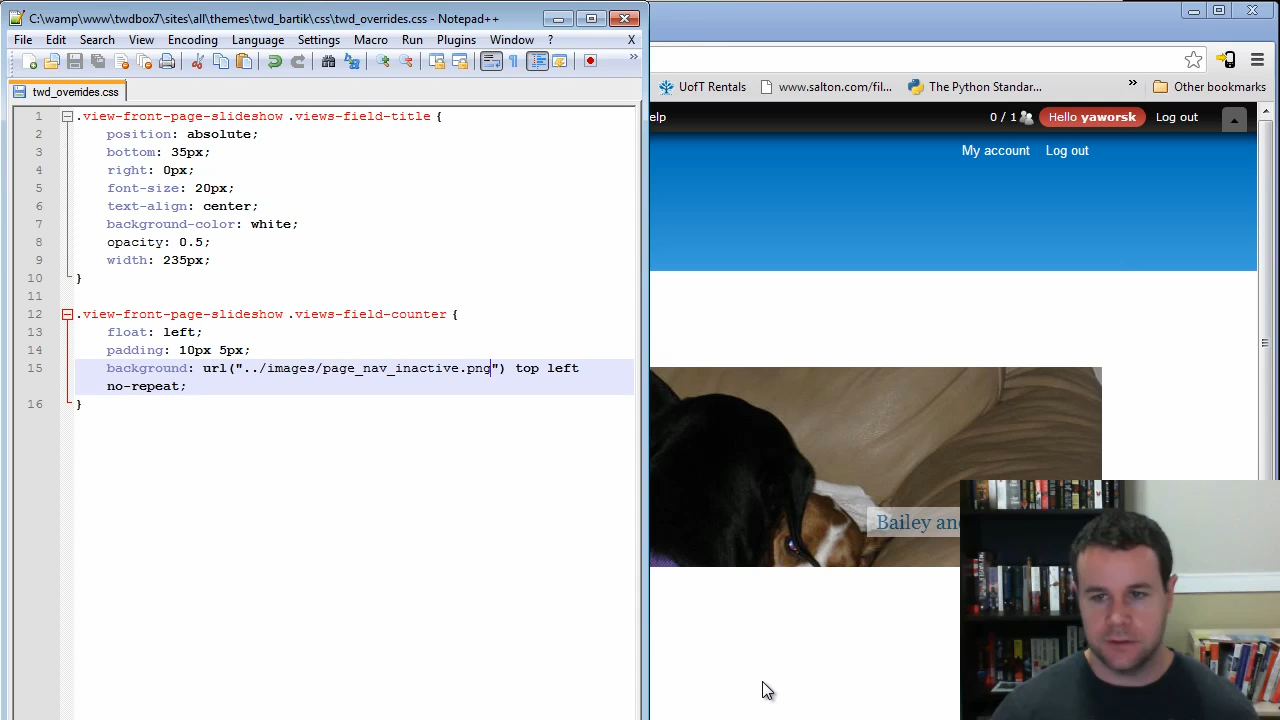 C:\wamp\www\twdbox7\sites\all\themes\twd_bartik\css\twd_overrides.css - Notepad++
File Edit Search View Encoding Language Settings Macro Run Plugins Window ? X
twd_overrides.css
1 .view-front-page-slideshow .views-field-title {
2 position: absolute;
3 bottom: 35px;
4 right: 0px;
5 font-size: 20px;
6 text-align: center;
7 background-color: white;
8 opacity: 0.5;
9 width: 235px;
10 }
11
12 .view-front-page-slideshow .views-field-counter {
13 float: left;
14 padding: 10px 5px;
15 background: url("../images/page_nav_inactive.png") top left
no-repeat;
16 }
UofT Rentals www.salton.com/fil... The Python Standar... » Other bookmarks
elp 0 / 1 Hello yaworsk Log out
My account Log out
Bailey and